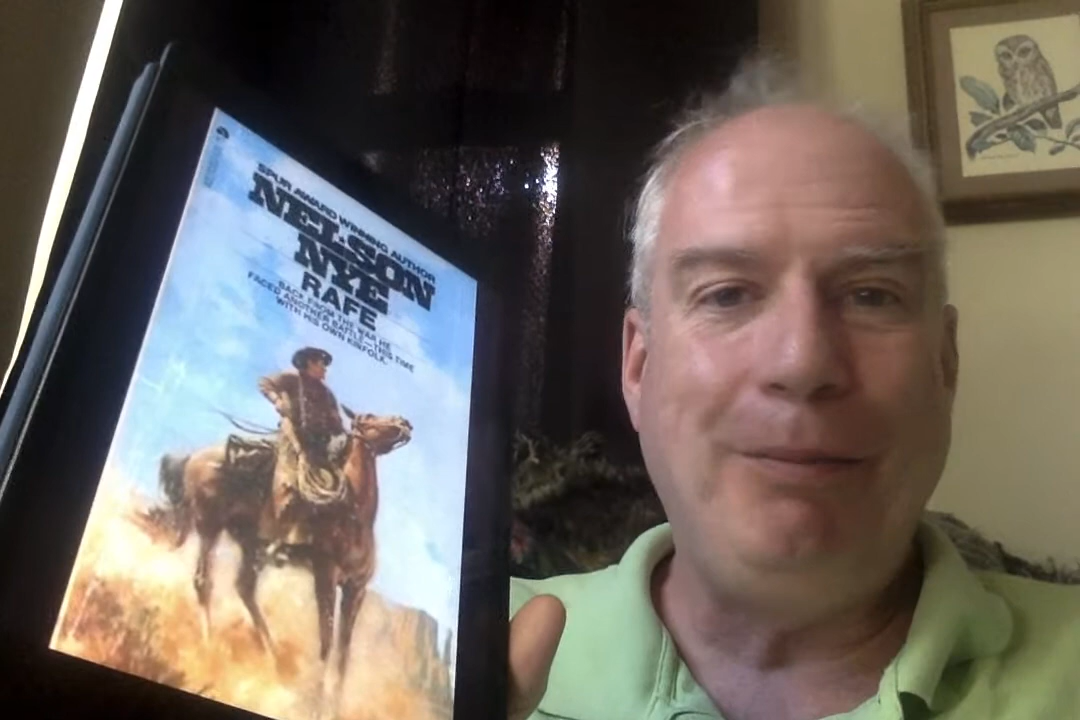 SPUR AWARD WINNING AUTHOR
NELSON
NYE
RAFE
BACK FROM THE WAR HE
FACED ANOTHER BATTLE—THIS TIME
WITH HIS OWN KINFOLK.